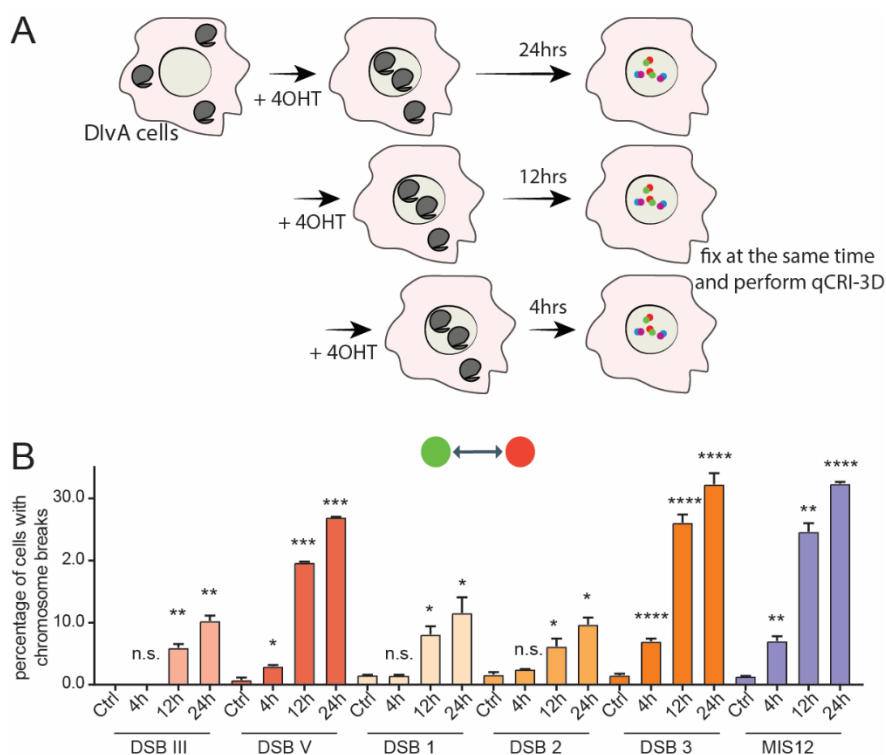 A
24hrs
+ 4OHT
DIvA cells
12hrs
+ 4OHT
fix at the same time
and perform qCRI-3D
4hrs
+ 4OHT
B
percentage of cells with
chromosome breaks
30.0
2.0
10.0
0.0
n.s. ** **
* *** ***
n.s. * *
n.s. * *
**** **** ****
** ** ****
Ctrl 4h 12h 24h Ctrl 4h 12h 24h Ctrl 4h 12h 24h Ctrl 4h 12h 24h Ctrl 4h 12h 24h Ctrl 4h 12h 24h
DSB III DSB V DSB 1 DSB 2 DSB 3 MIS12